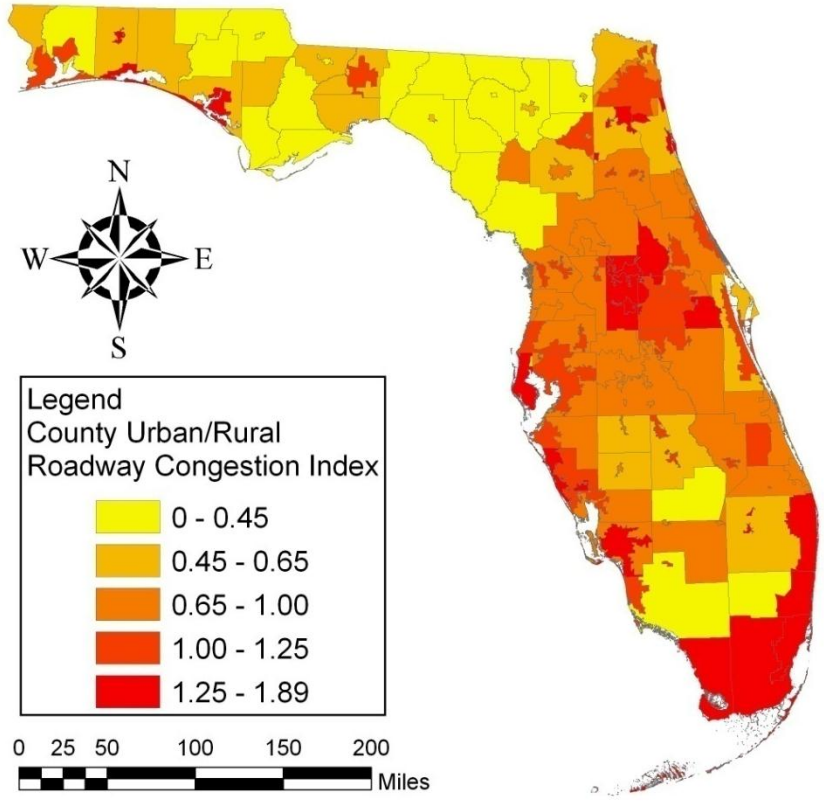 N
W E
S
Legend
County Urban/Rural
Roadway Congestion Index
0 - 0.45
0.45 - 0.65
0.65 - 1.00
1.00 - 1.25
1.25 - 1.89
0 25 50 100 150 200
Miles